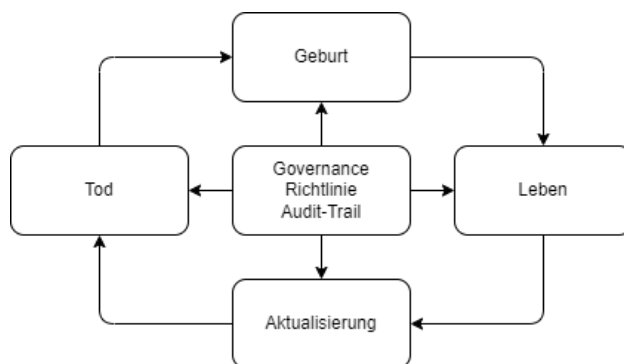 Geburt
Tod
Governance
Richtlinie
Audit-Trail
Leben
Aktualisierung